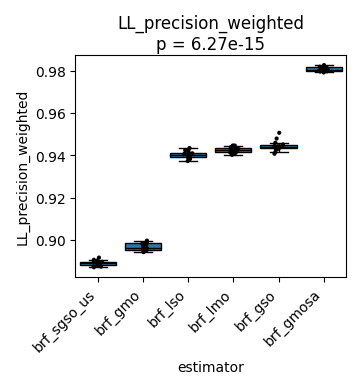 LL_precision_weighted
p = 6.27e-15
LL_precision_weighted
0.98
0.96
0.94
0.92
0.90
brf_sgso_us
brf_gmo
brf_lso
brf_lmo
brf_gso
brf_gmosa
estimator